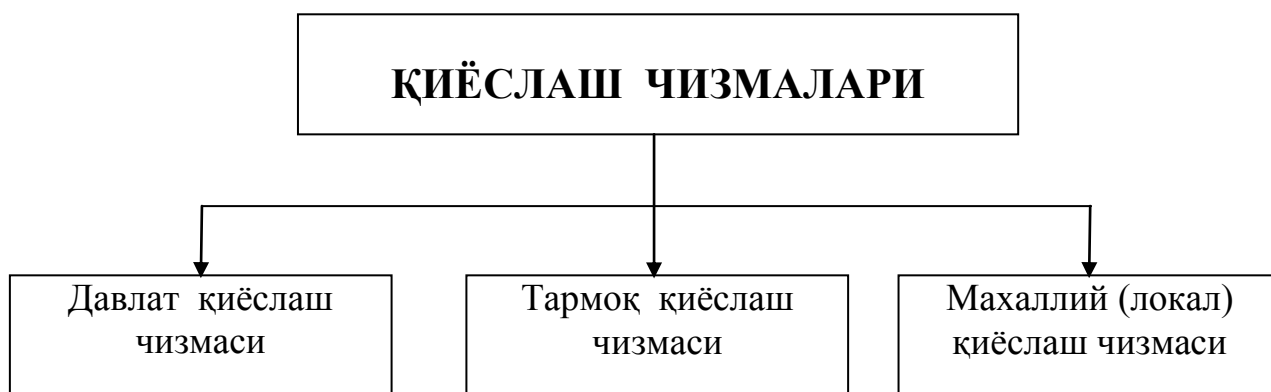 ҚИЁСЛАШ ЧИЗМАЛАРИ
Давлат қиёслаш
чизмаси
Тармоқ қиёслаш
чизмаси
Махаллий (локал)
қиёслаш чизмаси